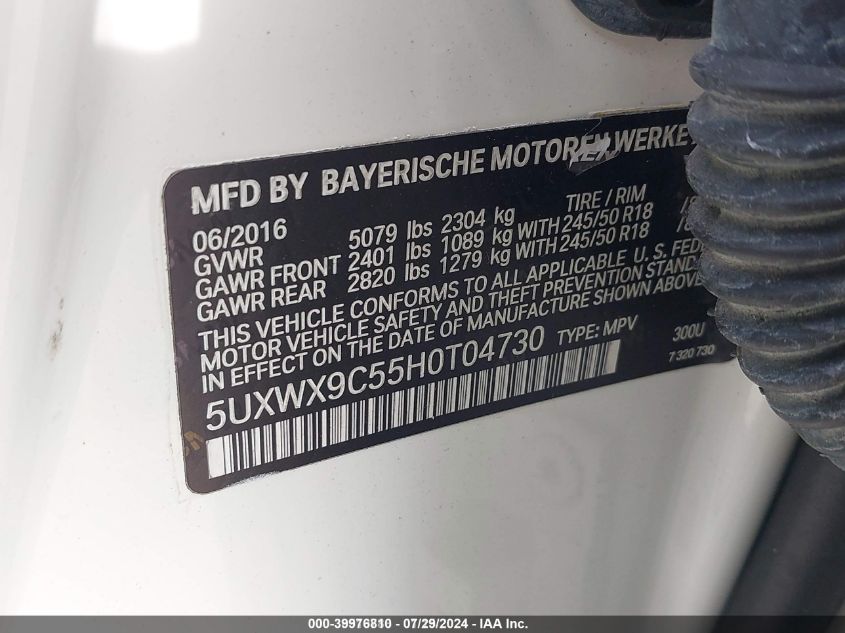 MFD BY BAYERISCHE MOTOREN WERKE
06/2016 TIRE / RIM
GVWR 5079 lbs 2304 kg
GAWR FRONT 2401 lbs 1089 kg WITH 245/50 R18
GAWR REAR 2820 lbs 1279 kg WITH 245/50 R18
THIS VEHICLE CONFORMS TO ALL APPLICABLE U. S. FED
MOTOR VEHICLE SAFETY AND THEFT PREVENTION STAND
IN EFFECT ON THE DATE OF MANUFACTURE SHOWN ABOVE
5UXWX9C55H0T04730 TYPE: MPV 300U
7 320 730
000-39976810 / 07/29/2024 - IAA Inc.